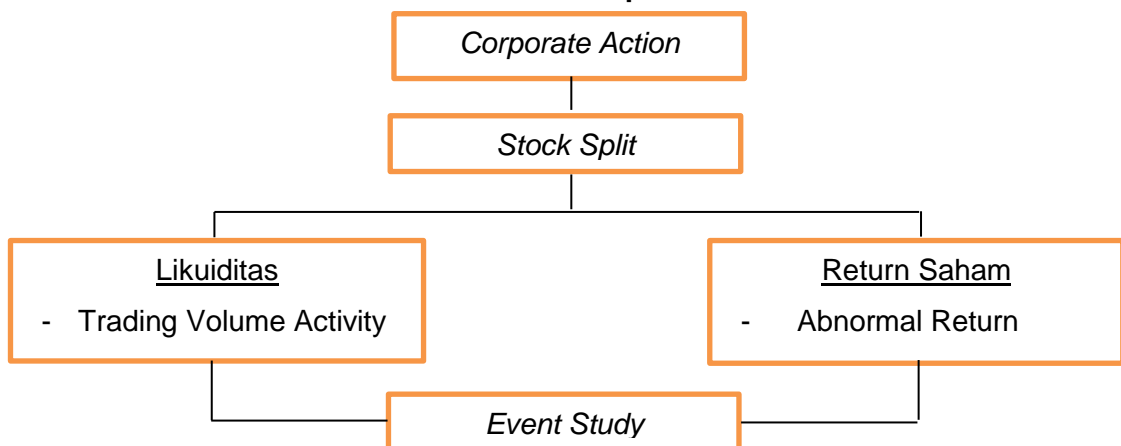 Corporate Action
Stock Split
Likuiditas
- Trading Volume Activity
Return Saham
- Abnormal Return
Event Study